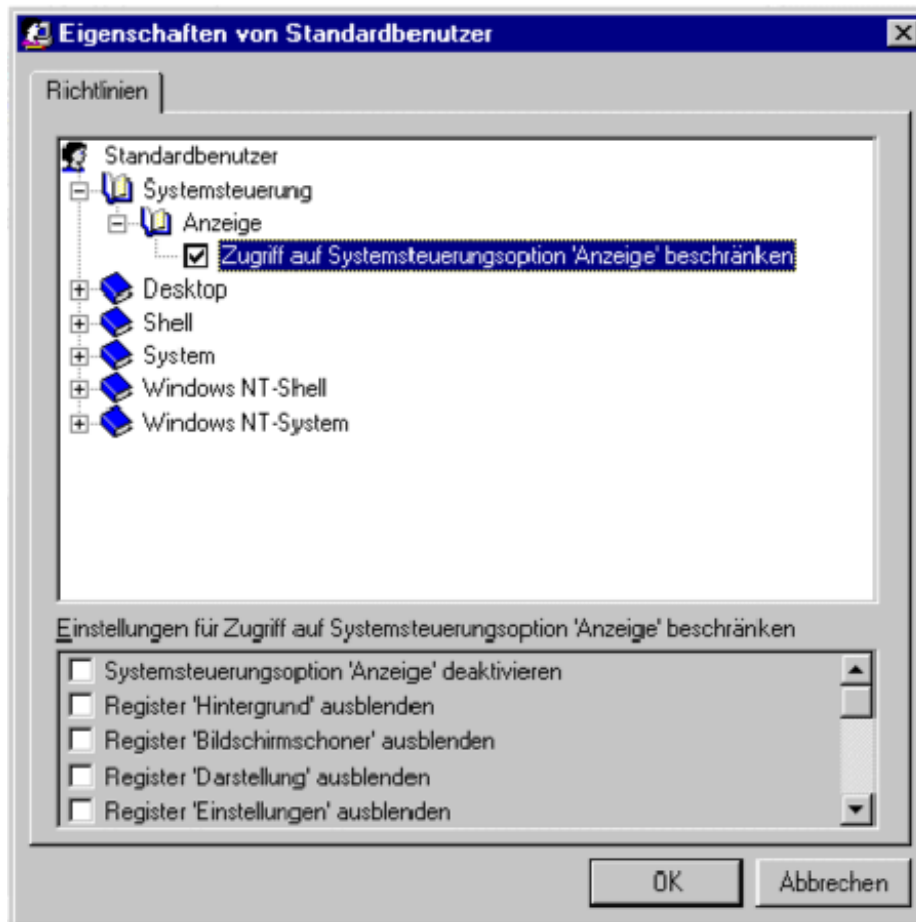 Eigenschaften von Standardbenutzer
Richtlinien
Standardbenutzer
Systemsteuerung
Anzeige
Zugriff auf Systemsteuerungsoption 'Anzeige' beschränken
Desktop
Shell
System
Windows NT-Shell
Windows NT-System
Einstellungen für Zugriff auf Systemsteuerungsoption 'Anzeige' beschränken
Systemsteuerungsoption 'Anzeige' deaktivieren
Register 'Hintergrund' ausblenden
Register 'Bildschirmschoner' ausblenden
Register 'Darstellung' ausblenden
Register 'Einstellungen' ausblenden
OK
Abbrechen